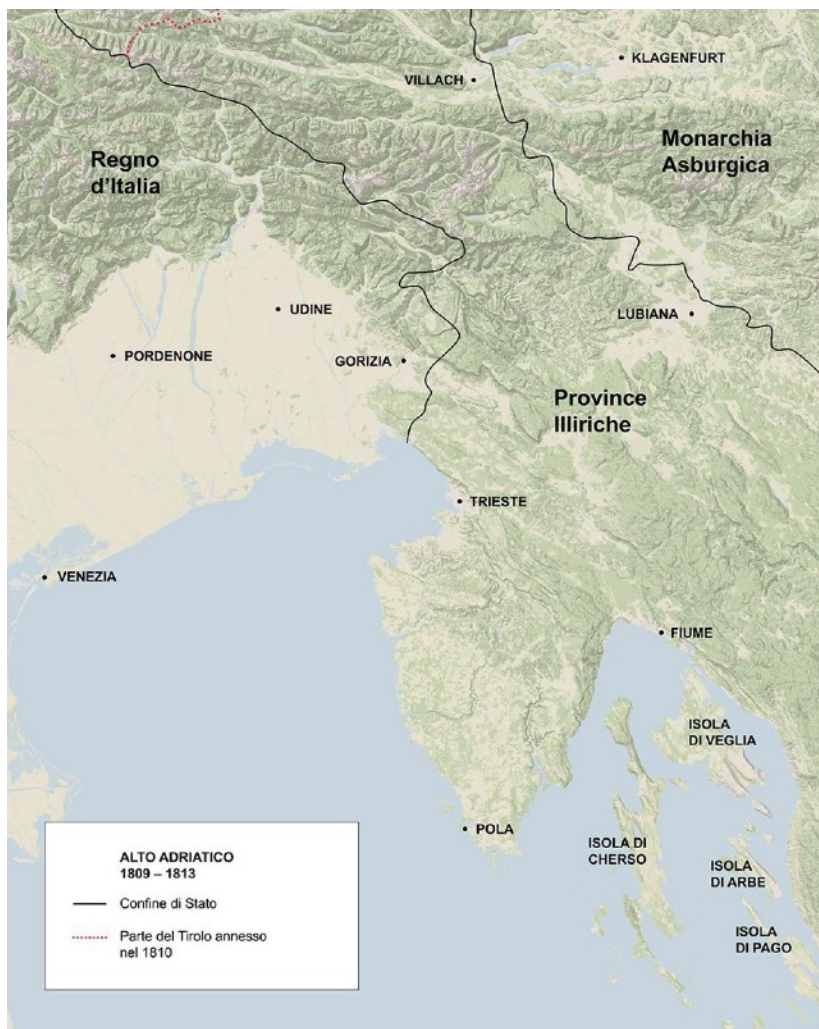 KLAGENFURT
VILLACH
Monarchia
Asburgica
Regno
d'Italia
UDINE
LUBIANA
PORDENONE
GORIZIA
Province
Illiriche
TRIESTE
VENEZIA
FIUME
ISOLA
DI VEGLIA
POLA
ISOLA DI
CHERSO
ISOLA
DI ARBE
ISOLA
DI PAGO
ALTO ADRIATICO
1809 – 1813
Confine di Stato
Parte del Tirolo annesso
nel 1810